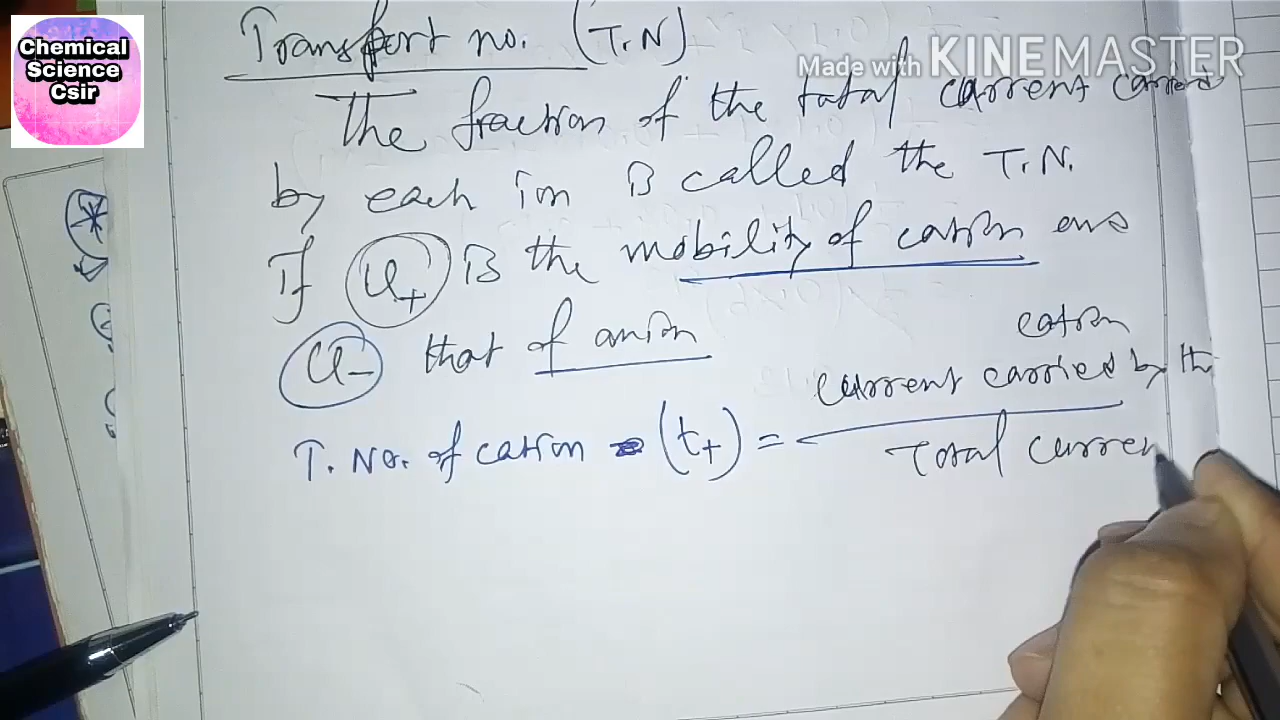 Chemical
Science
Csir
Made with KINEMASTER
Transport no. (T.N)
The fraction of the total current carried
by each ion is called the T.N.
If U+ is the mobility of cation and
U- that of anion
cation
current carried by th
T. No. of cation (t+) =
Total curren